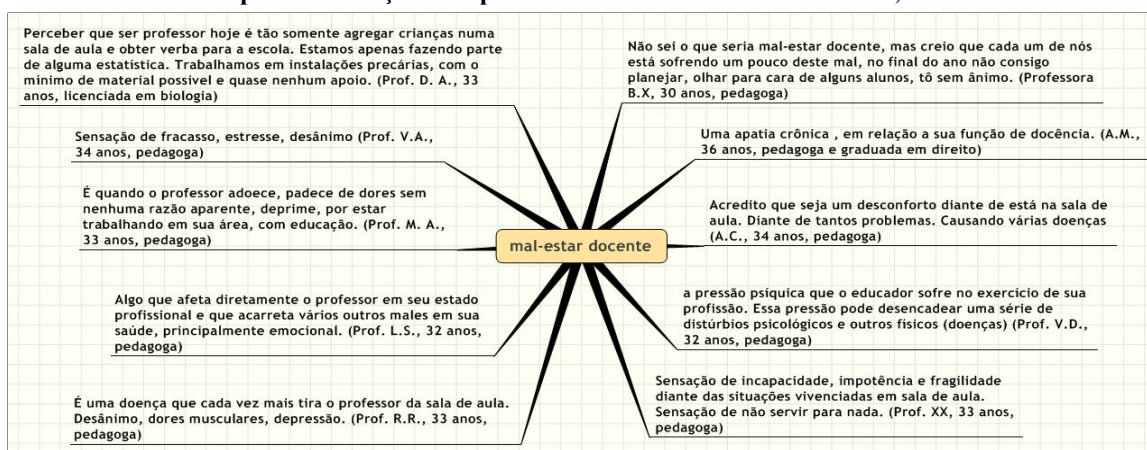 Perceber que ser professor hoje é tão somente agregar crianças numa
sala de aula e obter verba para a escola. Estamos apenas fazendo parte
de alguma estatística. Trabalhamos em instalações precárias, com o
mínimo de material possível e quase nenhum apoio. (Prof. D. A., 33
anos, licenciada em biologia)
Sensação de fracasso, estresse, desânimo (Prof. V.A.,
34 anos, pedagoga)
É quando o professor adoece, padece de dores sem
nenhuma razão aparente, deprime, por estar
trabalhando em sua área, com educação. (Prof. M. A.,
33 anos, pedagoga)
Algo que afeta diretamente o professor em seu estado
profissional e que acarreta vários outros males em sua
saúde, principalmente emocional. (Prof. L.S., 32 anos,
pedagoga)
É uma doença que cada vez mais tira o professor da sala de aula.
Desânimo, dores musculares, depressão. (Prof. R.R., 33 anos,
pedagoga)
mal-estar docente
Não sei o que seria mal-estar docente, mas creio que cada um de nós
está sofrendo um pouco deste mal, no final do ano não consigo
planejar, olhar para cara de alguns alunos, tô sem ânimo. (Professora
B.X, 30 anos, pedagoga)
Uma apatia crônica , em relação a sua função de docência. (A.M.,
36 anos, pedagoga e graduada em direito)
Acredito que seja um desconforto diante de está na sala de
aula. Diante de tantos problemas. Causando várias doenças
(A.C., 34 anos, pedagoga)
a pressão psíquica que o educador sofre no exercício de sua
profissão. Essa pressão pode desencadear uma série de
distúrbios psicológicos e outros físicos (doenças) (Prof. V.D.,
32 anos, pedagoga)
Sensação de incapacidade, impotência e fragilidade
diante das situações vivenciadas em sala de aula.
Sensação de não servir para nada. (Prof. XX, 33 anos,
pedagoga)